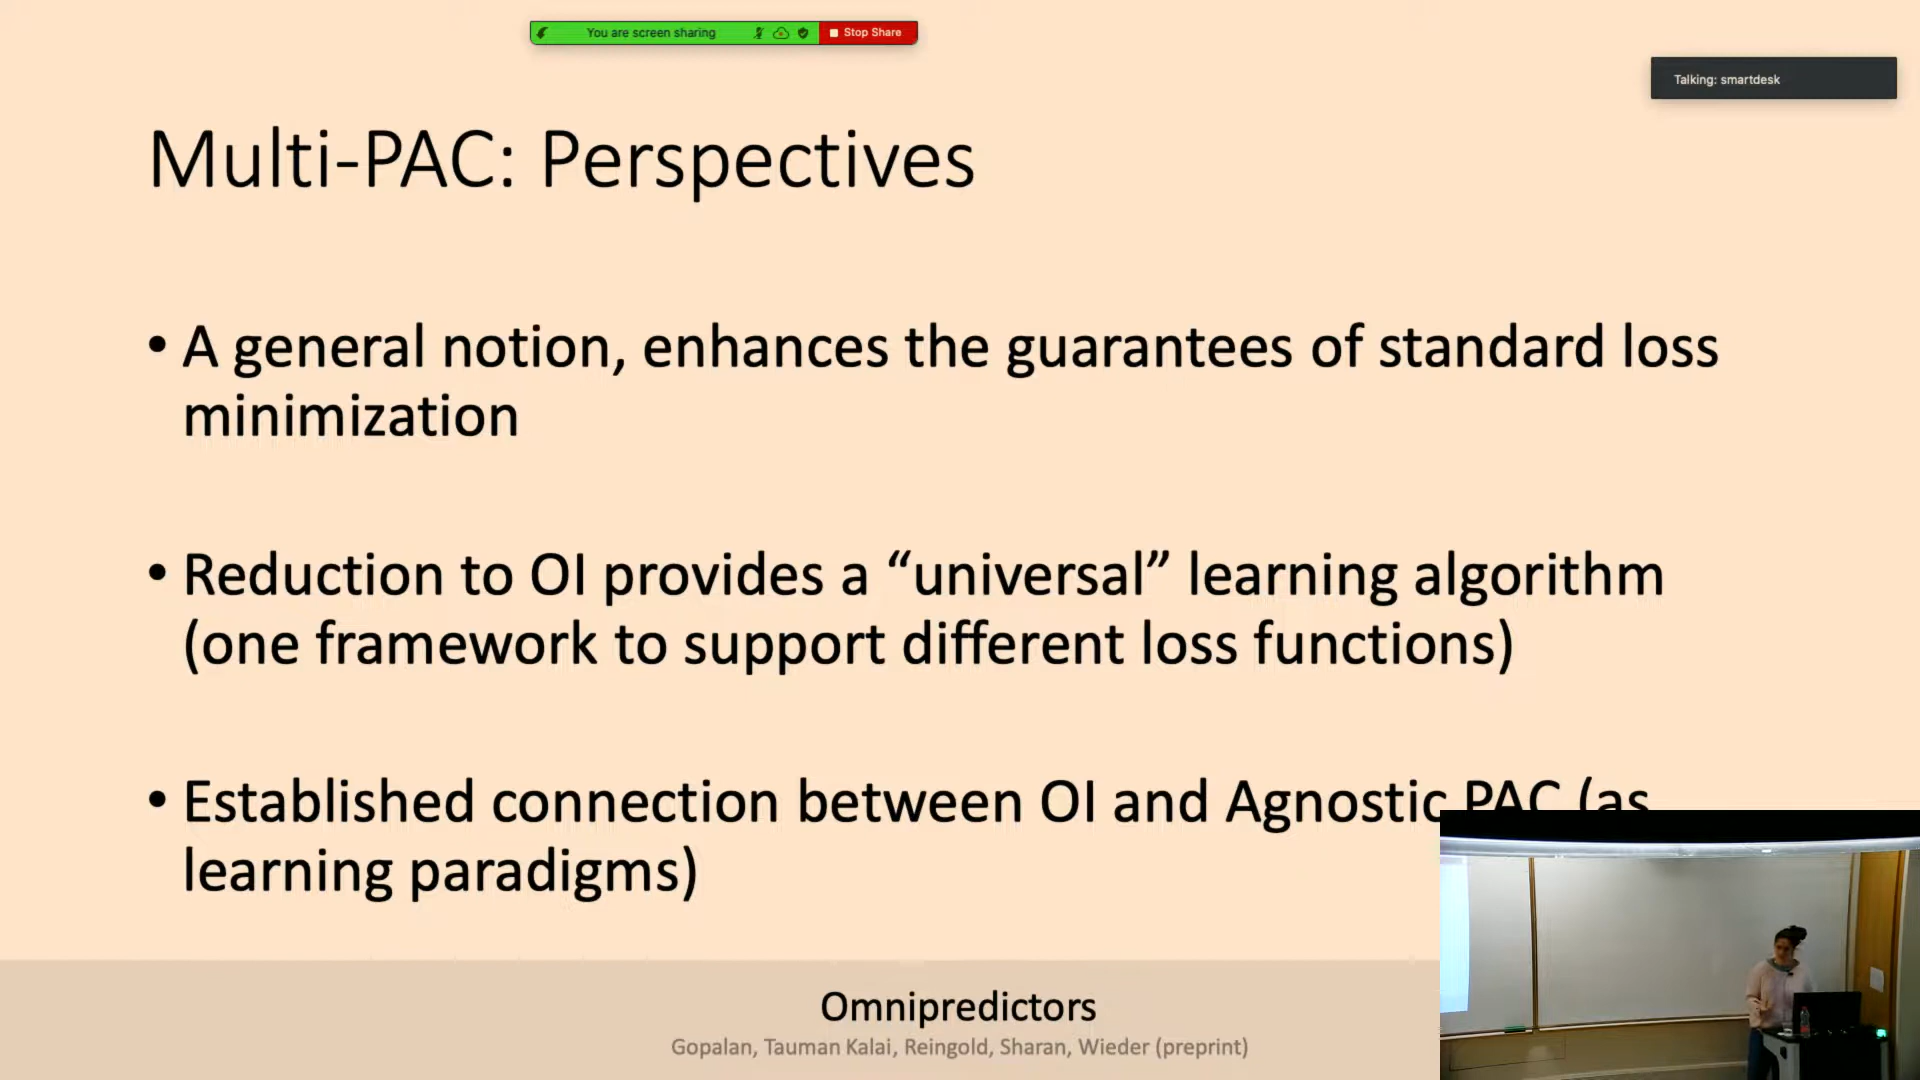 You are screen sharing
Stop Share
Talking: smartdesk
Multi-PAC: Perspectives
• A general notion, enhances the guarantees of standard loss
minimization
• Reduction to OI provides a “universal” learning algorithm
(one framework to support different loss functions)
• Established connection between OI and Agnostic PAC (as
learning paradigms)
Omnipredictors
Gopalan, Tauman Kalai, Reingold, Sharan, Wieder (preprint)